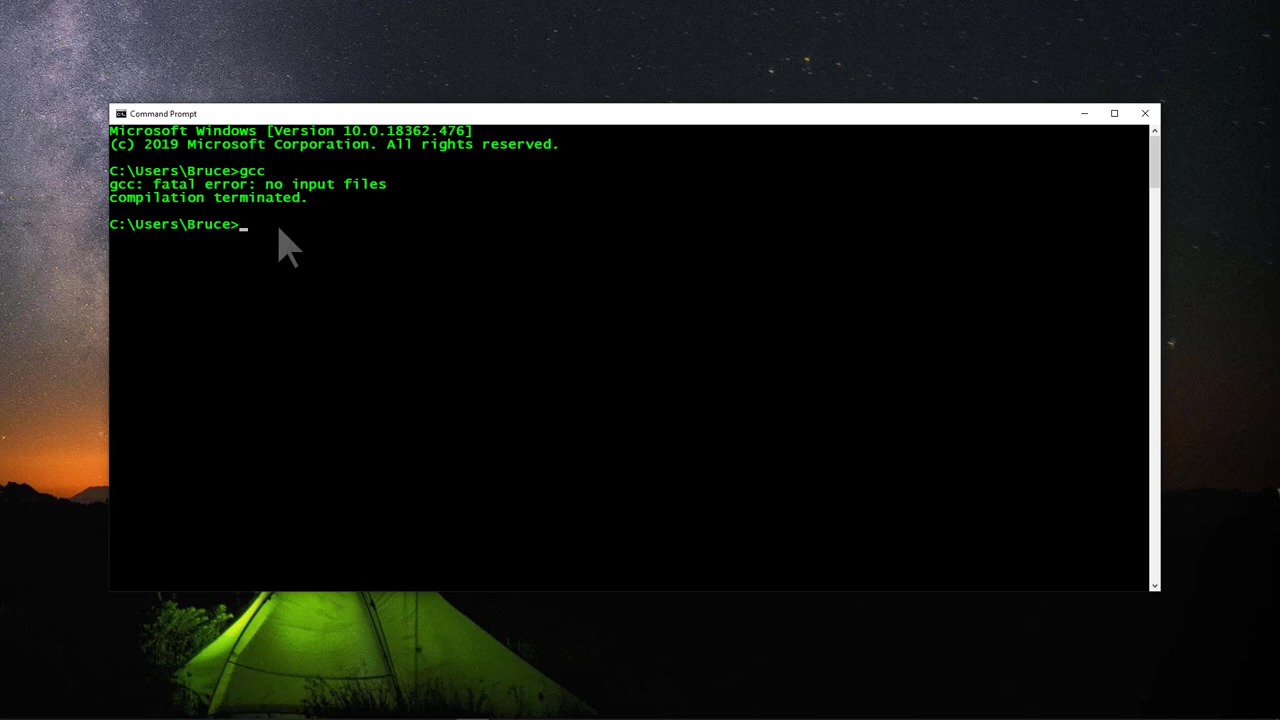 Command Prompt
Microsoft Windows [Version 10.0.18362.476]
(c) 2019 Microsoft Corporation. All rights reserved.
C:\Users\Bruce>gcc
gcc: fatal error: no input files
compilation terminated.
C:\Users\Bruce>